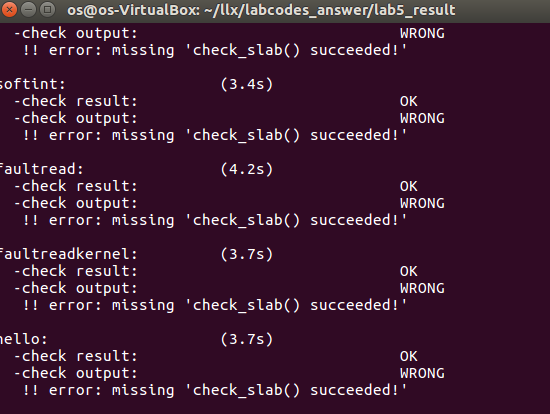 os@os-VirtualBox: ~/llx/labcodes_answer/lab5_result
-check output: WRONG
!! error: missing 'check_slab() succeeded!'
softint: (3.4s)
-check result: OK
-check output: WRONG
!! error: missing 'check_slab() succeeded!'
faultread: (4.2s)
-check result: OK
-check output: WRONG
!! error: missing 'check_slab() succeeded!'
faultreadkernel: (3.7s)
-check result: OK
-check output: WRONG
!! error: missing 'check_slab() succeeded!'
hello: (3.7s)
-check result: OK
-check output: WRONG
!! error: missing 'check_slab() succeeded!'